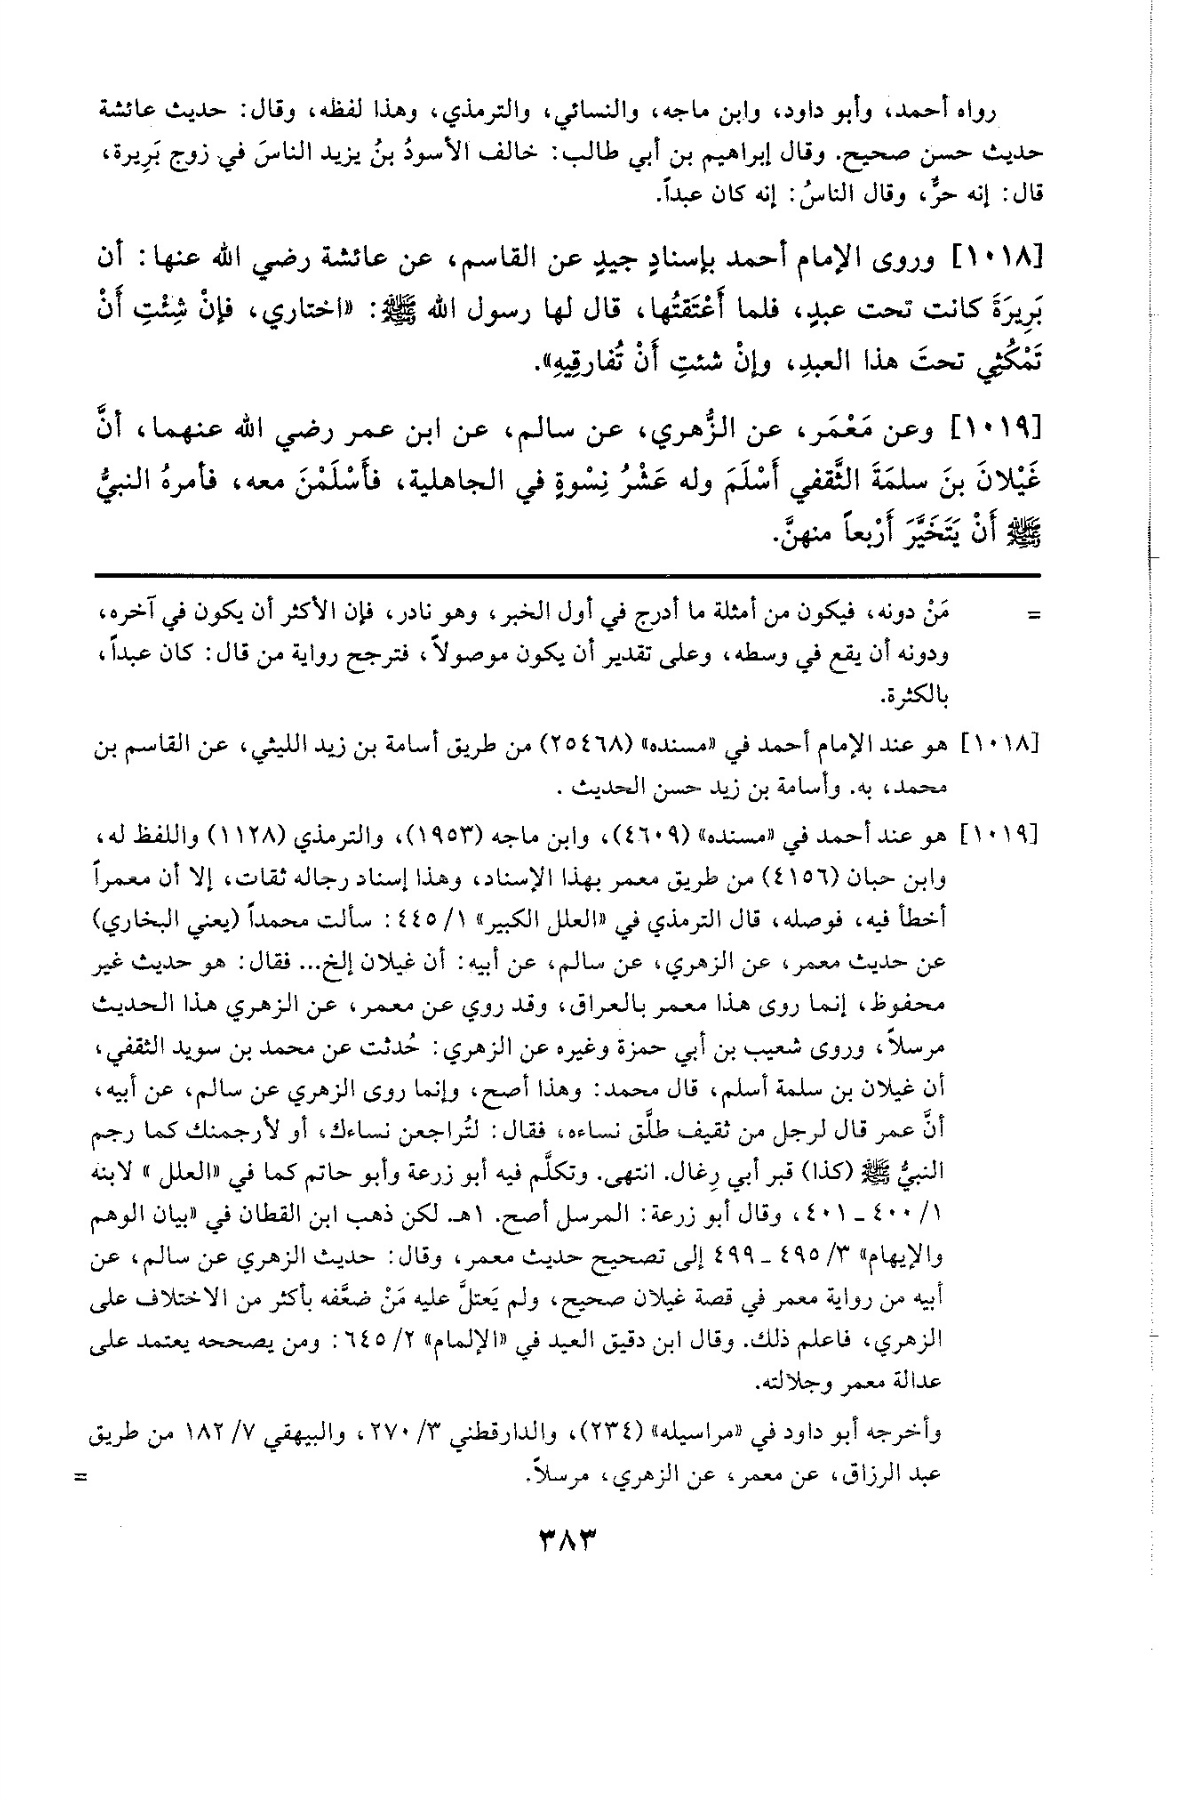 رواه أحمد، وأبو داود، وابن ماجه، والنسائي، والترمذي، وهذا لفظه، وقال: حديث عائشة
حديث حسن صحيح. وقال إبراهيم بن أبي طالب: خالف الأسودُ بنُ يزيد الناسَ في زوج بَرِيرة،
قال: إنه حرٌّ، وقال الناسُ: إنه كان عبداً.
[١٠١٨] وروى الإمام أحمد بإسنادٍ جيدٍ عن القاسم، عن عائشة رضي الله عنها: أن
بَرِيرَةَ كانت تحت عبدٍ، فلما أَعْتَقتُها، قال لها رسول الله ﷺ: «اختاري، فإنْ شِئْتِ أَنْ
تَمْكُثِي تحتَ هذا العبدِ، وإنْ شئتِ أَنْ تُفارقِيهِ».
[١٠١٩] وعن مَعْمَر، عن الزُّهري، عن سالم، عن ابن عمر رضي الله عنهما، أنَّ
غَيْلانَ بنَ سلمةَ الثَّقفي أَسْلَمَ وله عَشْرُ نِسْوةٍ في الجاهلية، فأَسْلَمْنَ معه، فأمرهُ النبيُّ
ﷺ أَنْ يَتَخَيَّرَ أَرْبعاً منهنَّ.
= مَنْ دونه، فيكون من أمثلة ما أدرج في أول الخبر، وهو نادر، فإن الأكثر أن يكون في آخره،
ودونه أن يقع في وسطه، وعلى تقدير أن يكون موصولاً، فترجح رواية من قال: كان عبداً،
بالكثرة.
[١٠١٨] هو عند الإمام أحمد في «مسنده» (٢٥٤٦٨) من طريق أسامة بن زيد الليثي، عن القاسم بن
محمد، به. وأسامة بن زيد حسن الحديث .
[١٠١٩] هو عند أحمد في «مسنده» (٤٦٠٩)، وابن ماجه (١٩٥٣)، والترمذي (١١٢٨) واللفظ له،
وابن حبان (٤١٥٦) من طريق معمر بهذا الإسناد، وهذا إسناد رجاله ثقات، إلا أن معمراً
أخطأ فيه، فوصله، قال الترمذي في «العلل الكبير» ١/ ٤٤٥: سألت محمداً (يعني البخاري)
عن حديث معمر، عن الزهري، عن سالم، عن أبيه: أن غيلان إلخ... فقال: هو حديث غير
محفوظ، إنما روى هذا معمر بالعراق، وقد روي عن معمر، عن الزهري هذا الحديث
مرسلاً، وروى شعيب بن أبي حمزة وغيره عن الزهري: حُدثت عن محمد بن سويد الثقفي،
أن غيلان بن سلمة أسلم، قال محمد: وهذا أصح، وإنما روى الزهري عن سالم، عن أبيه،
أنَّ عمر قال لرجل من ثقيف طلَّق نساءه، فقال: لتُراجعن نساءك، أو لأرجمنك كما رجم
النبيُّ ﷺ (كذا) قبر أبي رِغال. انتهى. وتكلَّم فيه أبو زرعة وأبو حاتم كما في «العلل » لابنه
١/ ٤٠٠ ـ ٤٠١، وقال أبو زرعة: المرسل أصح. ١هـ. لكن ذهب ابن القطان في «بيان الوهم
والإيهام» ٣/ ٤٩٥ ـ ٤٩٩ إلى تصحيح حديث معمر، وقال: حديث الزهري عن سالم، عن
أبيه من رواية معمر في قصة غيلان صحيح، ولم يَعتلَّ عليه مَنْ ضعَّفه بأكثر من الاختلاف على
الزهري، فاعلم ذلك. وقال ابن دقيق العيد في «الإلمام» ٢/ ٦٤٥: ومن يصححه يعتمد على
عدالة معمر وجلالته.
وأخرجه أبو داود في «مراسيله» (٢٣٤)، والدارقطني ٣/ ٢٧٠، والبيهقي ٧/ ١٨٢ من طريق
عبد الرزاق، عن معمر، عن الزهري، مرسلاً. =
٣٨٣